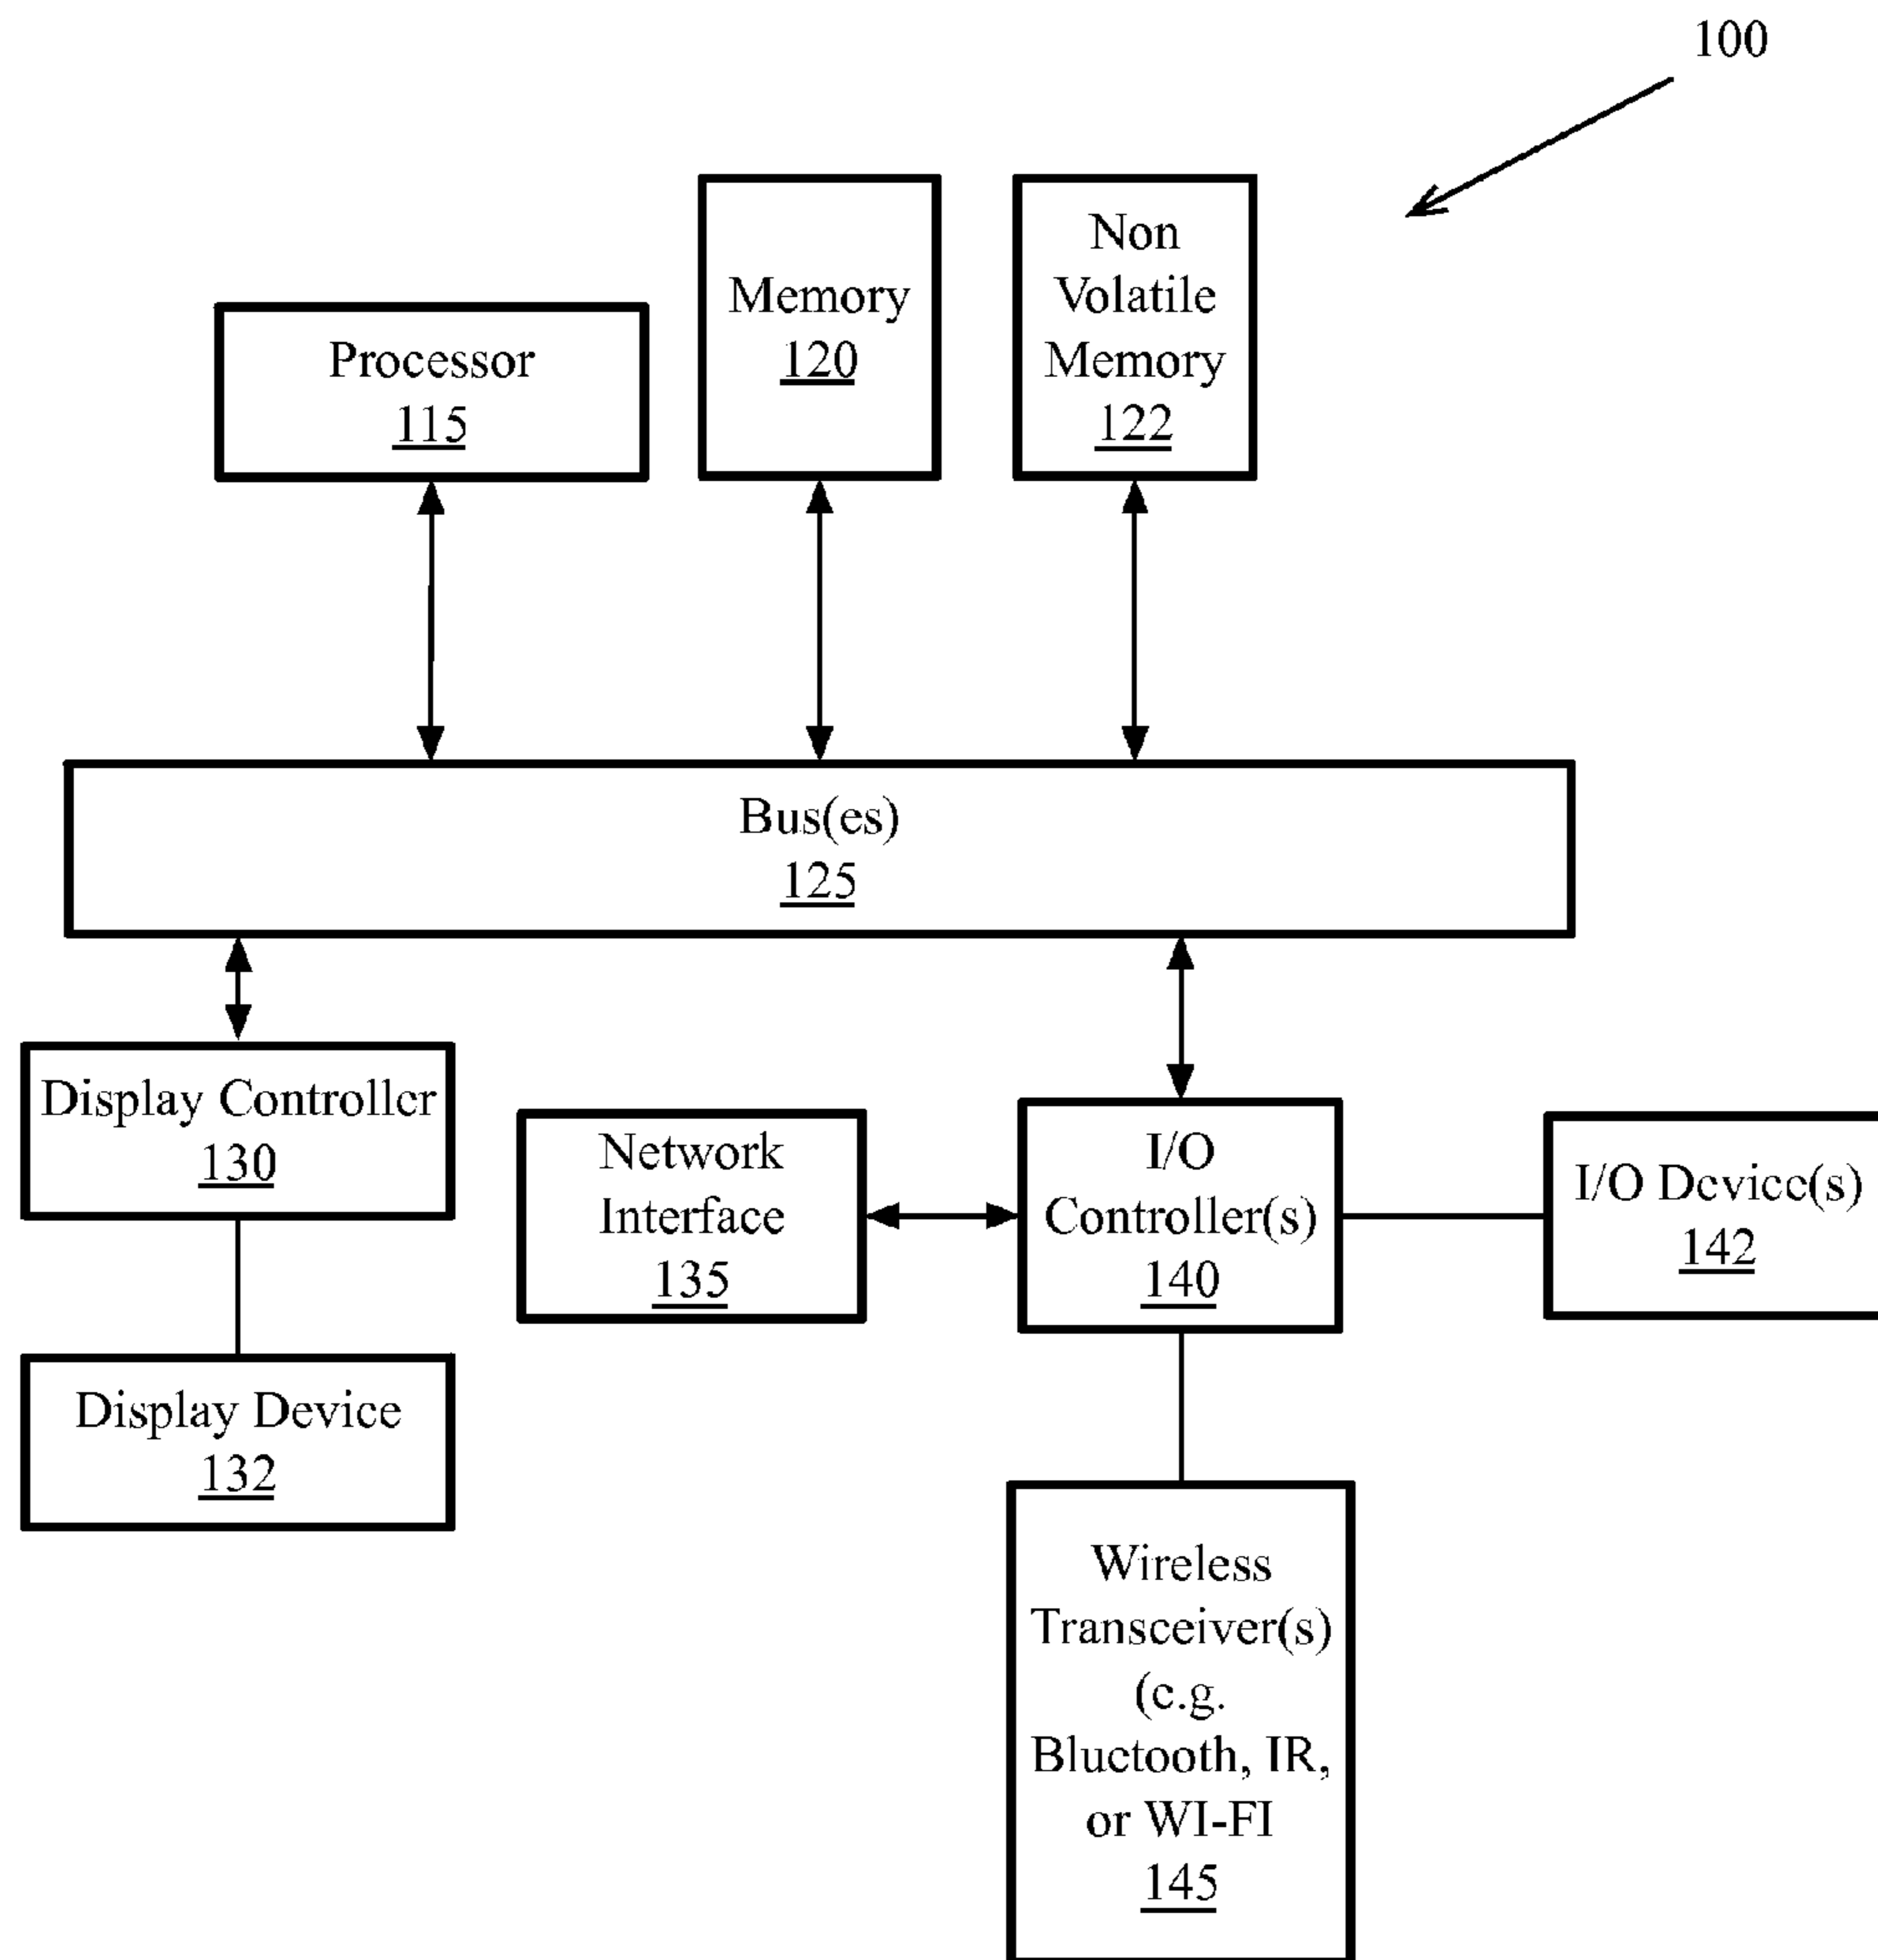 100
Processor
115
Memory
120
Non
Volatile
Memory
122
Bus(es)
125
Display Controller
130
Display Device
132
Network
Interface
135
I/O
Controller(s)
140
I/O Device(s)
142
Wireless
Transceiver(s)
(e.g.
Bluetooth, IR,
or WI-FI
145